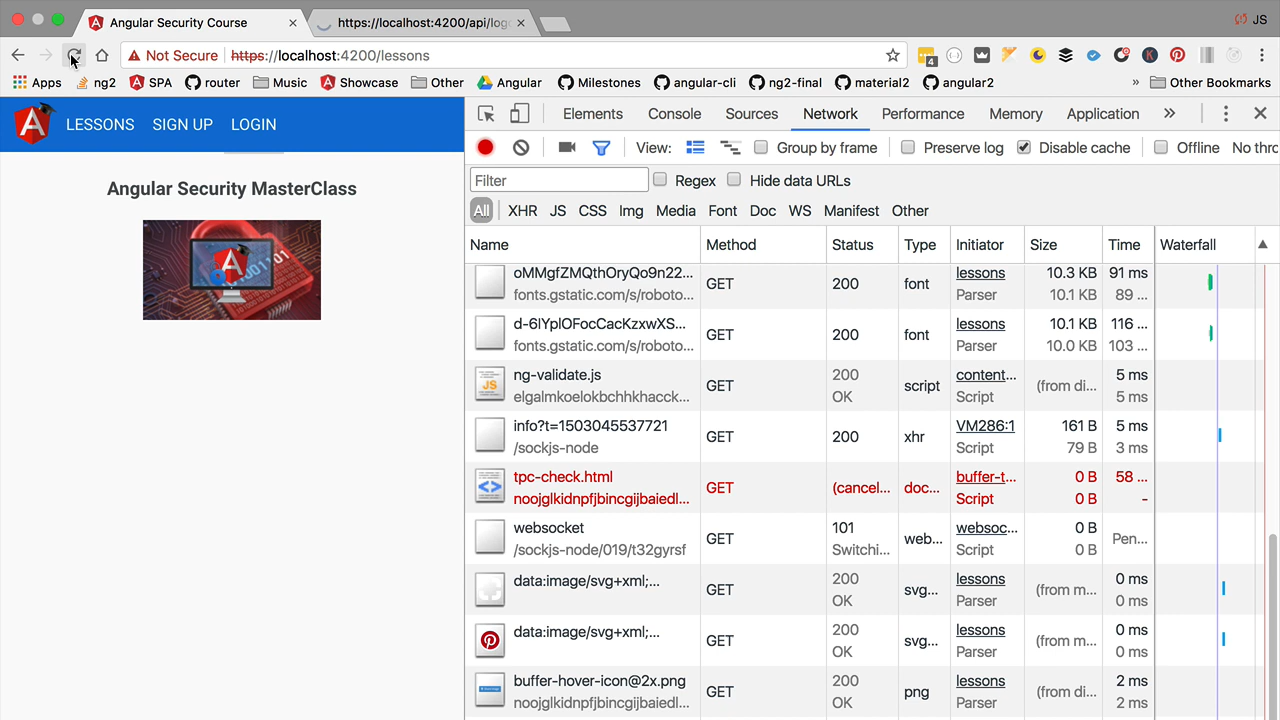 Angular Security Course
https://localhost:4200/api/log
JS
Not Secure https://localhost:4200/lessons
4
Apps ng2 SPA router Music Showcase Other Angular Milestones angular-cli ng2-final material2 angular2 » Other Bookmarks
LESSONS SIGN UP LOGIN
Angular Security MasterClass
Elements Console Sources Network Performance Memory Application »
View: Group by frame Preserve log Disable cache Offline No thro
Filter Regex Hide data URLs
All XHR JS CSS Img Media Font Doc WS Manifest Other
Name Method Status Type Initiator Size Time Waterfall
oMMgfZMQthOryQo9n22... GET 200 font lessons 10.3 KB 91 ms
fonts.gstatic.com/s/roboto... Parser 10.1 KB 89 ...
d-6IYplOFocCacKzxwXS... GET 200 font lessons 10.1 KB 116 ...
fonts.gstatic.com/s/roboto... Parser 10.0 KB 103 ...
JS ng-validate.js GET 200 script content... (from di... 5 ms
elgalmkoelokbchhkhacck... OK Script 5 ms
info?t=1503045537721 GET 200 xhr VM286:1 161 B 5 ms
/sockjs-node Script 79 B 3 ms
tpc-check.html GET (cancel... doc... buffer-t... 0 B 58 ...
noojglkidnpfjbincgijbaiedl... Script 0 B -
websocket GET 101 web... websoc... 0 B Pen...
/sockjs-node/019/t32gyrsf Switchi... Script 0 B
data:image/svg+xml;... GET 200 svg... lessons (from m... 0 ms
OK Parser 0 ms
data:image/svg+xml;... GET 200 svg... lessons (from m... 0 ms
OK Parser 0 ms
buffer-hover-icon@2x.png GET 200 png lessons (from di... 2 ms
noojglkidnpfjbincgijbaiedl... OK Parser 2 ms